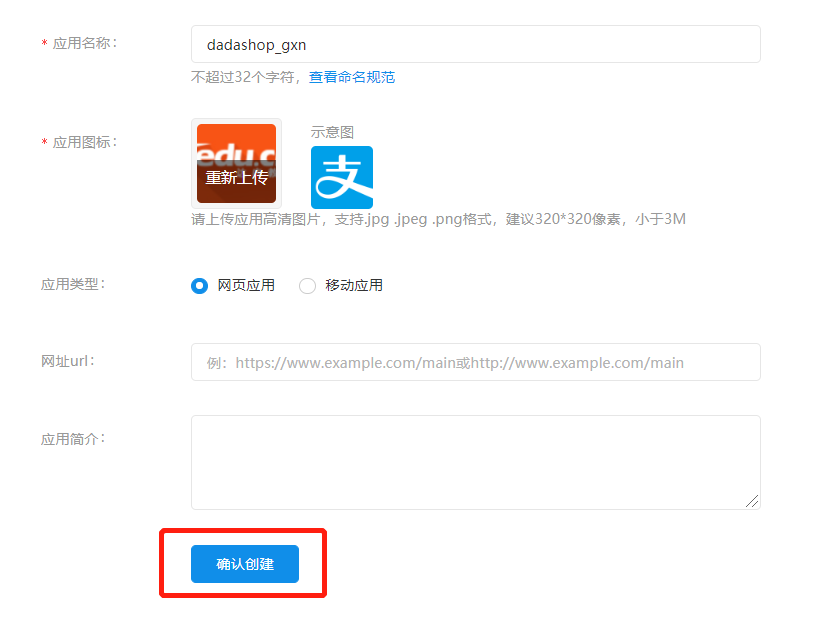 * 应用名称： dadashop_gxn
不超过32个字符，查看命名规范
* 应用图标： 示意图
edu.c
重新上传
支
请上传应用高清图片，支持.jpg .jpeg .png格式，建议320*320像素，小于3M
应用类型： 网页应用 移动应用
网址url： 例：https://www.example.com/main或http://www.example.com/main
应用简介：
确认创建